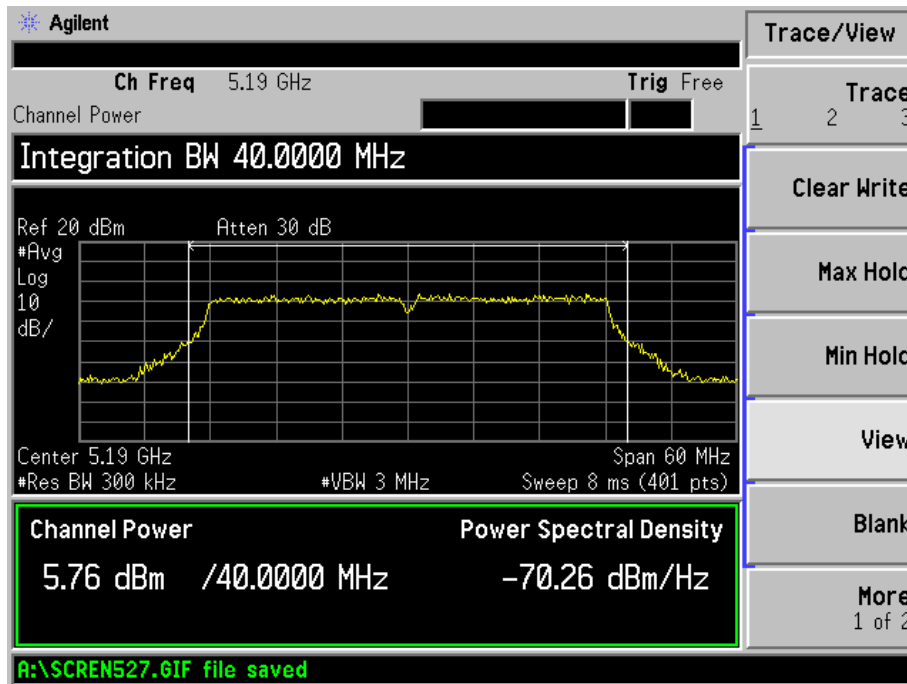 Agilent
Trace/View
Ch Freq 5.19 GHz Trig Free
Channel Power
Trace
1 2 3
Integration BW 40.0000 MHz
Clear Write
Ref 20 dBm Atten 30 dB
#Avg
Log
10
dB/
Max Hold
Min Hold
View
Center 5.19 GHz Span 60 MHz
#Res BW 300 kHz #VBW 3 MHz Sweep 8 ms (401 pts)
Channel Power Power Spectral Density
5.76 dBm /40.0000 MHz -70.26 dBm/Hz
Blank
More
1 of 2
A:\SCREN527.GIF file saved